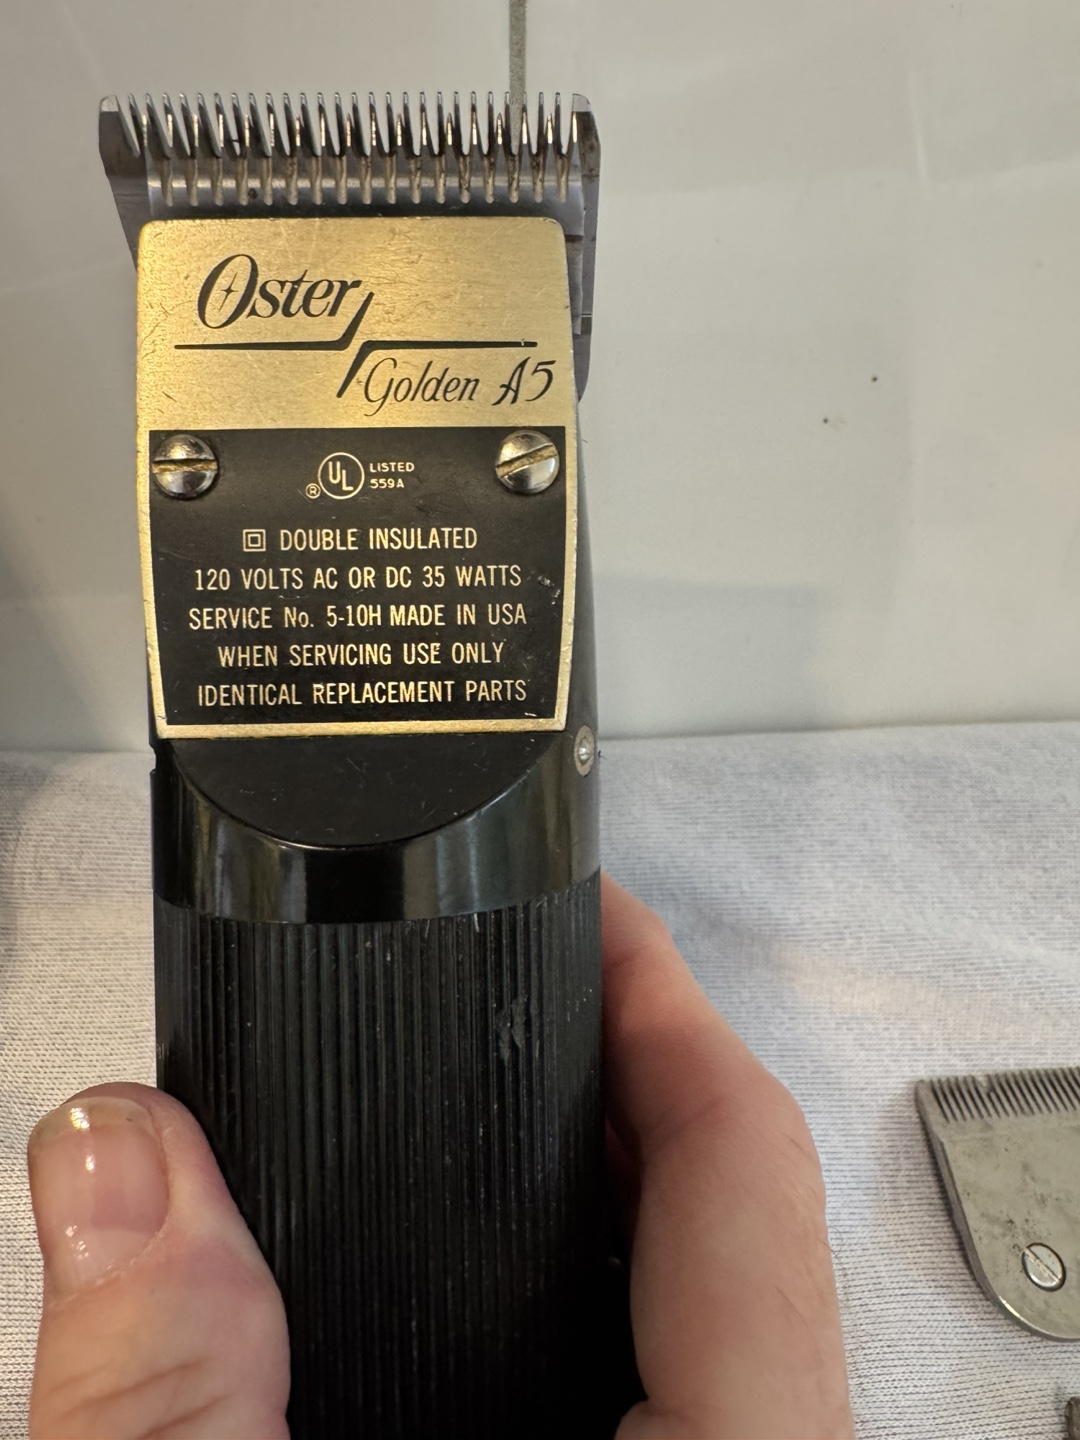 Oster
Golden A5
UL LISTED
® 559A
DOUBLE INSULATED
120 VOLTS AC OR DC 35 WATTS
SERVICE No. 5-10H MADE IN USA
WHEN SERVICING USE ONLY
IDENTICAL REPLACEMENT PARTS